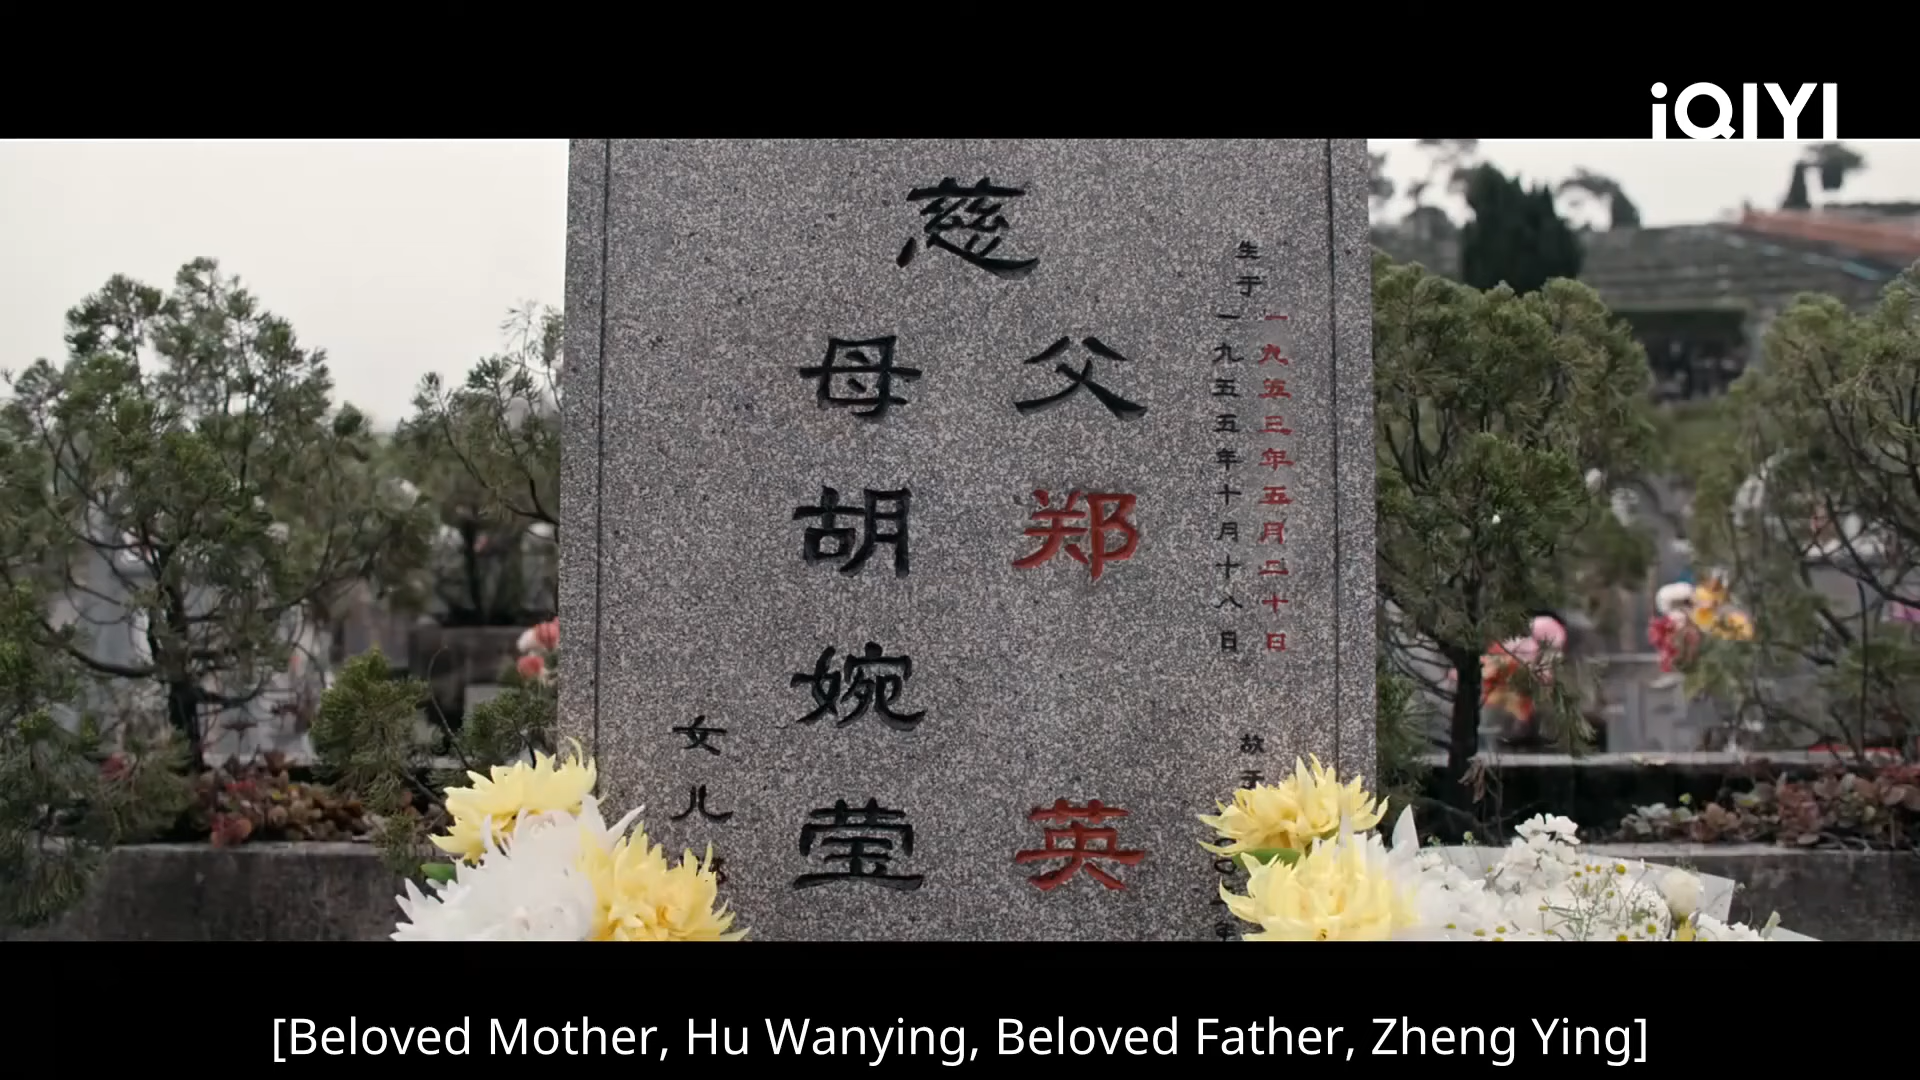 iQIYI
慈
父郑英
母胡婉莹
生于
一九五三年五月二十日
一九五五年十月十八日
故于
女儿
[Beloved Mother, Hu Wanying, Beloved Father, Zheng Ying]